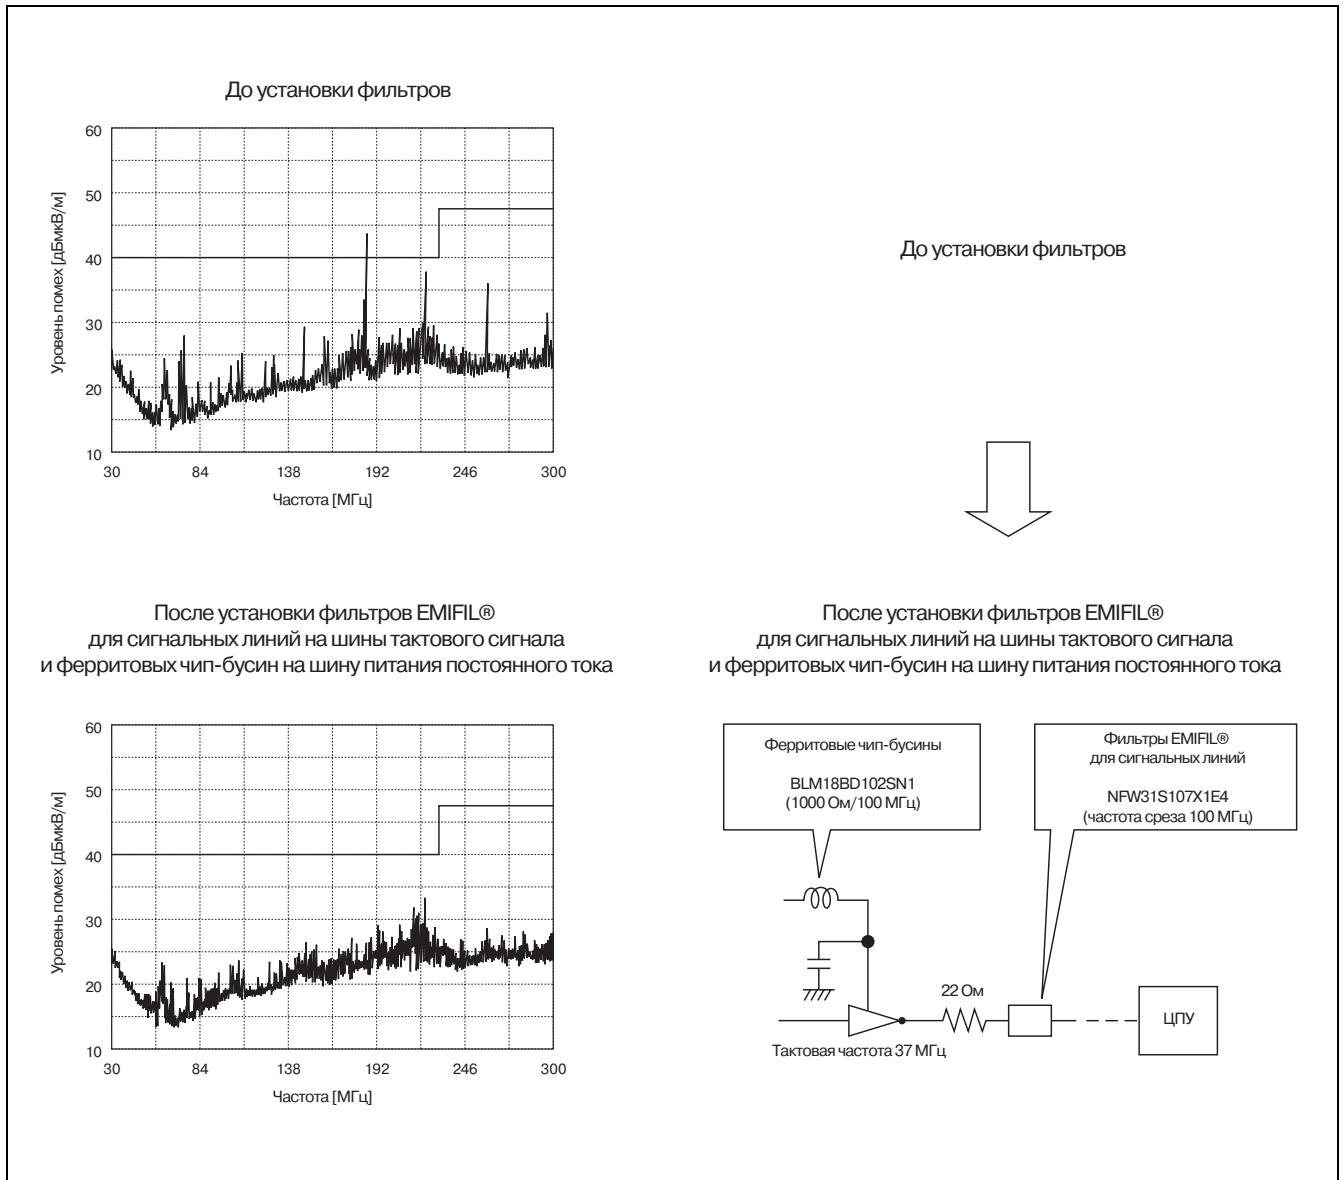 До установки фильтров
60
50
40
30
20
10
Уровень помех [дБмкВ/м]
30 84 138 192 246 300
Частота [МГц]
До установки фильтров
После установки фильтров EMIFIL®
для сигнальных линий на шины тактового сигнала
и ферритовых чип-бусин на шину питания постоянного тока
60
50
40
30
20
10
Уровень помех [дБмкВ/м]
30 84 138 192 246 300
Частота [МГц]
После установки фильтров EMIFIL®
для сигнальных линий на шины тактового сигнала
и ферритовых чип-бусин на шину питания постоянного тока
Ферритовые чип-бусины
BLM18BD102SN1
(1000 Ом/100 МГц)
Фильтры EMIFIL®
для сигнальных линий
NFW31S107X1E4
(частота среза 100 МГц)
22 Ом
ЦПУ
Тактовая частота 37 МГц